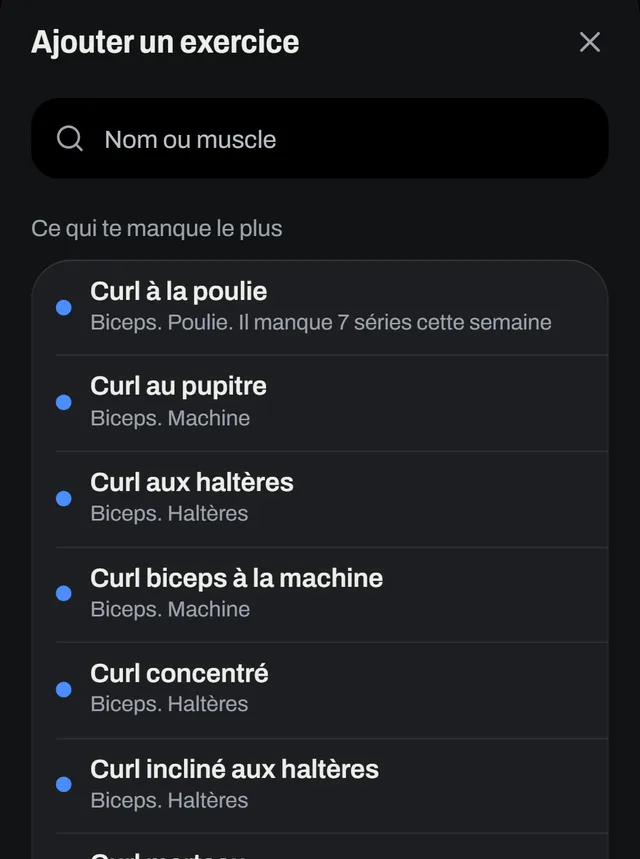 Ajouter un exercice
Nom ou muscle
Ce qui te manque le plus
Curl à la poulie
Biceps. Poulie. Il manque 7 séries cette semaine
Curl au pupitre
Biceps. Machine
Curl aux haltères
Biceps. Haltères
Curl biceps à la machine
Biceps. Machine
Curl concentré
Biceps. Haltères
Curl incliné aux haltères
Biceps. Haltères
Curl marteau